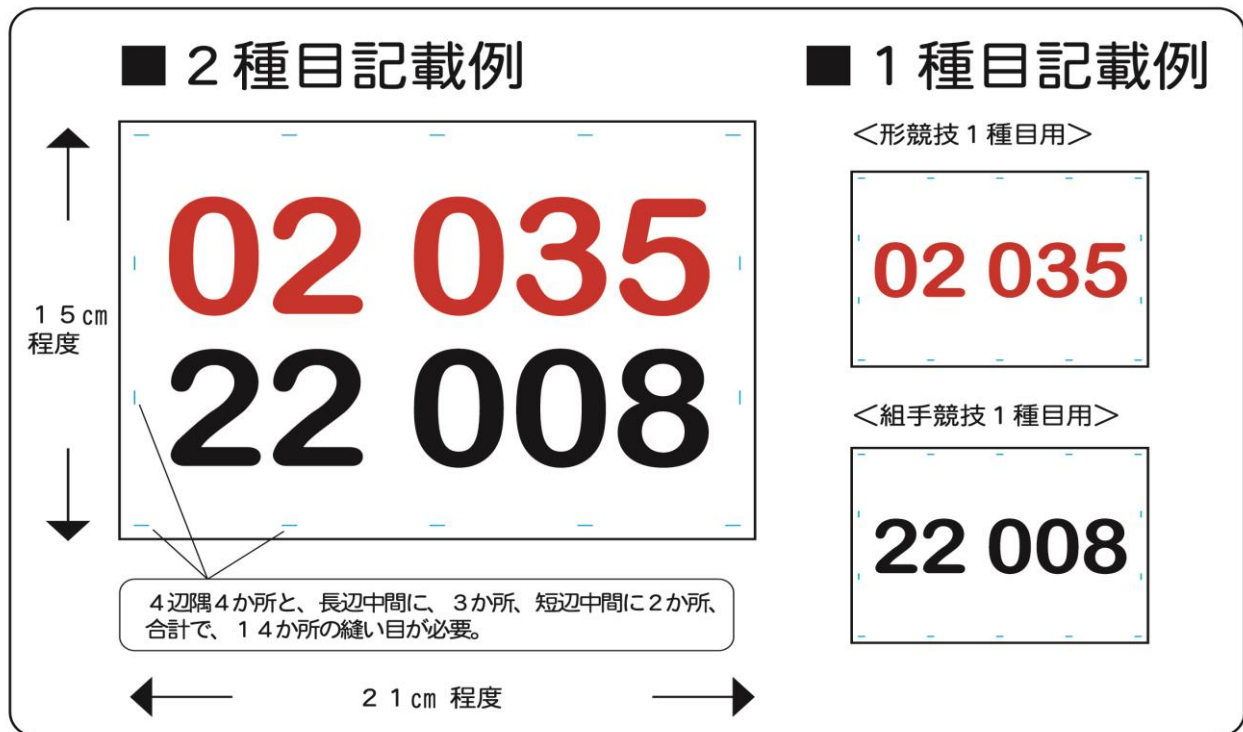 ■２種目記載例
15㎝
程度
02 035
22 008
４辺隅４か所と、長辺中間に、３か所、短辺中間に２か所、
合計で、１４か所の縫い目が必要。
２１㎝ 程度
■１種目記載例
＜形競技１種目用＞
02 035
＜組手競技１種目用＞
22 008